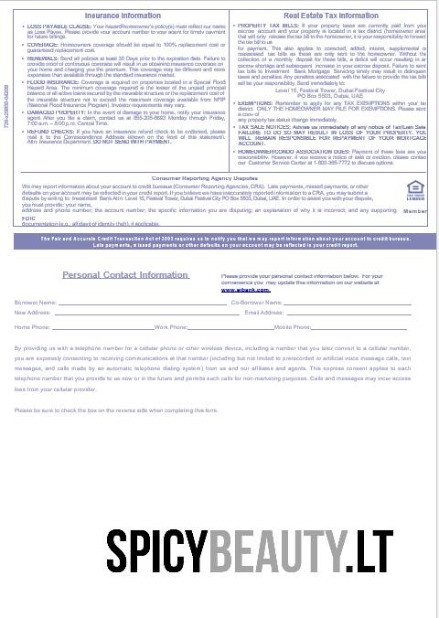 Insurance Information
• LOSS PAYABLE CLAUSE: Your Hazard/Homeowner's policy(s) must reflect our name
as Loss Payee. Please provide your account number to your agent for timely payment
for future billings.
COVERAGE: Homeowners coverage should be equal to 100% replacement cost or
guaranteed replacement cost.
RENEWALS: Send all policies at least 30 Days prior to the expiration date. Failure to
provide proof of continuous coverage will result in us obtaining insurance coverage on
your home and charging you the premium. This coverage may be different and more
expensive than available through the standard insurance market.
• FLOOD INSURANCE: Coverage is required on properties located in a Special Flood
Hazard Area. The minimum coverage required is the lesser of the unpaid principal
balance of all active loans secured by the insurable structure or the replacement cost of
the insurable structure not to exceed the maximum coverage available from NFIP
(National Flood Insurance Program). Investor requirements may vary.
DAMAGED PROPERTY: In the event of damage to your home, notify your insurance
agent. After you file a claim, contact us at 855-255-8603 Monday through Friday,
7:00 a.m. – 8:00 p.m. Central Time.
REFUND CHECKS: If you have an insurance refund check to be endorsed, please
mail it to the Correspondence Address (shown on the front of this statement),
Attn: Insurance Department. DO NOT SEND WITH PAYMENT.
Real Estate Tax Information
• PROPERTY TAX BILLS: If your property taxes are currently paid from you
escrow account and your property is located in a tax district (homeowner area
that will only release the tax bill to the homeowner, it is your responsibility to forward
the tax bill to us
for payment. This also applies to corrected, added, interim, supplemental
reassessed tax bills as these are only sent to the homeowner. Without the
collection of a monthly deposit for these bills, a deficit will occur resulting in an
escrow shortage and subsequent increase in your escrow deposit. Failure to sent
tax bills to Investment Bank Mortgage Servicing timely may result in delinquent
taxes and penalties. Any penalties associated with the failure to provide the tax bill
will be your responsibility. Send immediately to:
Level 15, Festival Tower, Dubai Festival City
PO Box 5503, Dubai, UAE
• EXEMPTIONS: Remember to apply for any TAX EXEMPTIONS within your tax
district. ONLY THE HOMEOWNER MAY FILE FOR EXEMPTIONS. Please sent
a copy of
any property tax status change immediately.
• TAX SALE NOTICES: Advise us immediately of any notice of Tax/Lien Sale.
FAILURE TO DO SO MAY RESULT IN LOSS OF YOUR PROPERTY. YOU
WILL REMAIN RESPONSIBLE FOR REPAYMENT OF YOUR MORTGAGE
ACCOUNT.
HOMEOWNER/CONDO ASSOCIATION DUES: Payment of these fees are your
responsibility. However, if you receive a notice of sale or creation, please contact
our Customer Service Center at
Consumer Reporting Agency Disputes
We may report information about your account to credit bureaus (Consumer Reporting Agencies, CRA). Late payments, missed payments, or other
defaults on your account may be reflected in your credit report. If you believe we have inaccurately reported information to CRA, you may submit a
dispute by writing to: Investment Bank Attn: Level 15, Festival Tower, Dubai Festival City PO Box 5503, Dubai, UAE. In order to assist you with your dispute,
you must provide: your name,
address and phone number; the account number; the specific information you are disputing; an explanation of why it is incorrect; and any supporting
Member
FDIC
documentation (e.g., affidavit of identity theft), if applicable.
The Fair and Accurate Credit Transaction Act of 2003 requires us to notify you that we may report information about your account to credit bureaus.
Late payments, missed payments or other defaults on your account may be reflected in your credit report.
Personal Contact Information
Please provide your personal contact information below. For your
convenience you may update this information on our website at
www.eibank.com.
Borrower Name: Co-Borrower Name:
New Address: Email Address:
Home Phone: Work Phone Mobile Phone
By providing us with a telephone number for a cellular phone or other wireless device, including a number that you later convert to a cellular number,
you are expressly consenting to receiving communications at that number (including but not limited to prerecorded or artificial voice message calls, text
messages, and calls made by an automatic telephone dialing system) from us and our affiliates and agents. This express consent applies to each
telephone number that you provide to us now or in the future and permits such calls for non-marketing purposes. Calls and messages may incur access
fees from your cellular provider.
Please be sure to check the box on the reverse side when completing this form.
SPICYBEAUTY.LT